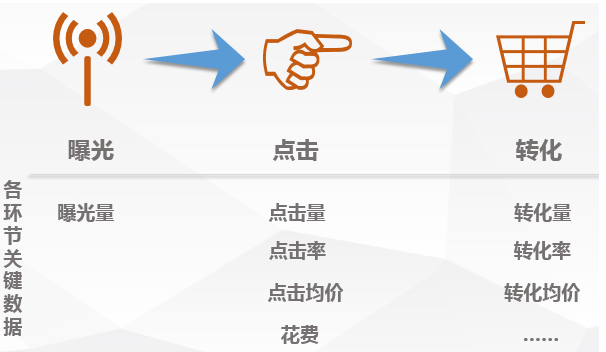 曝光 点击 转化
各环节关键数据
曝光量 点击量 转化量
点击率 转化率
点击均价 转化均价
花费 ……